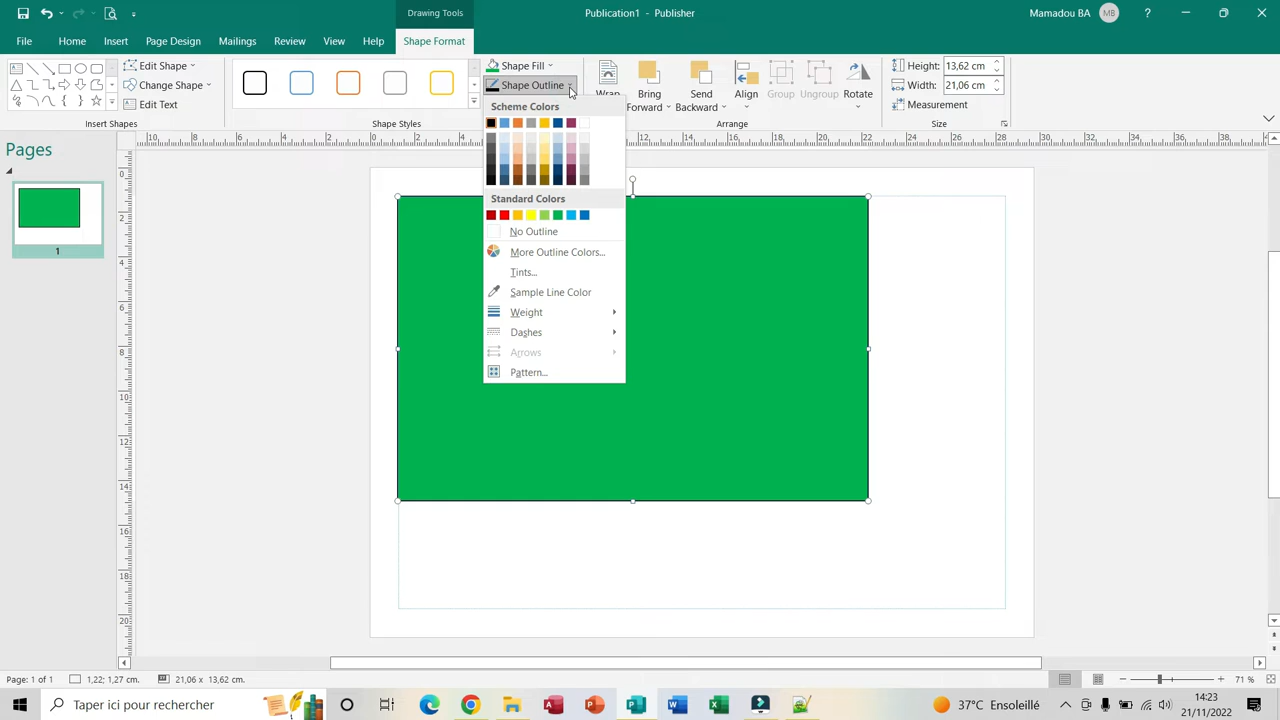 Drawing Tools
Publication1 - Publisher
Mamadou BA
MB
?
File
Home
Insert
Page Design
Mailings
Review
View
Help
Shape Format
Edit Shape
Change Shape
Edit Text
Insert Shapes
Shape Styles
Shape Fill
Shape Outline
Wrap
Bring
Forward
Send
Backward
Align
Group
Ungroup
Rotate
Arrange
Height:
13,62 cm
Width:
21,06 cm
Measurement
Size
Scheme Colors
Standard Colors
No Outline
More Outline Colors...
Tints...
Sample Line Color
Weight
Dashes
Arrows
Pattern...
Pages
1
Page: 1 of 1
1,22; 1,27 cm.
21,06 x 13,62 cm.
71 %
Taper ici pour rechercher
37°C Ensoleillé
14:23
21/11/2022